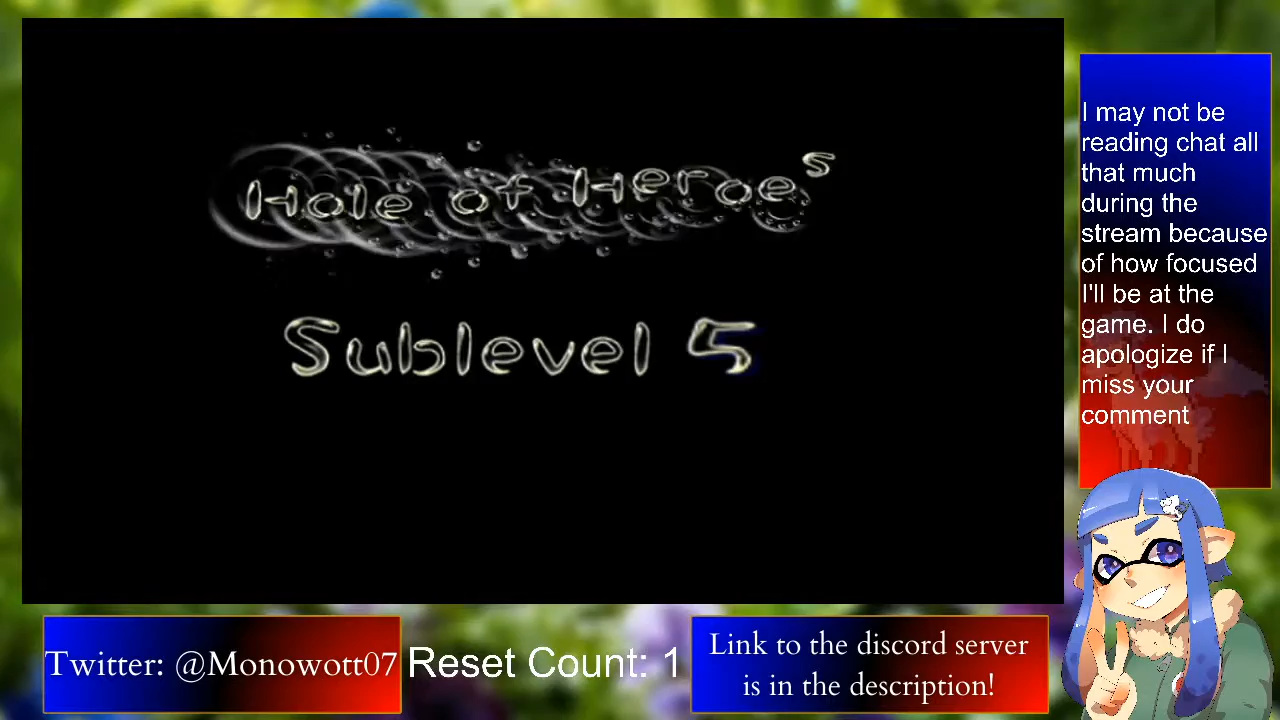 Hole of Heroes
Sublevel 5
I may not be
reading chat all
that much
during the
stream because
of how focused
I'll be at the
game. I do
apologize if I
miss your
comment
Twitter: @Monowott07
Reset Count: 1
Link to the discord server
is in the description!